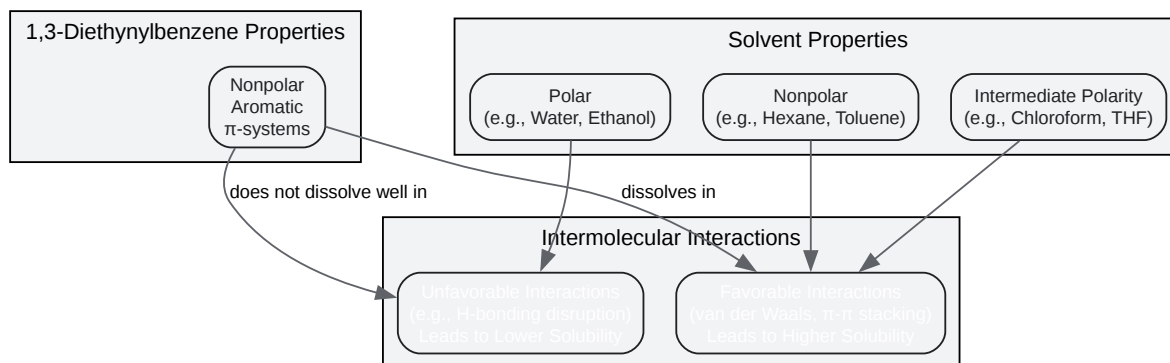 1,3-Diethynylbenzene Properties
Nonpolar
Aromatic
π-systems
Solvent Properties
Polar
(e.g., Water, Ethanol)
Nonpolar
(e.g., Hexane, Toluene)
Intermediate Polarity
(e.g., Chloroform, THF)
does not dissolve well in
dissolves in
Intermolecular Interactions
Unfavorable Interactions
(e.g., H-bonding disruption)
Leads to Lower Solubility
Favorable Interactions
(van der Waals, π-π stacking)
Leads to Higher Solubility